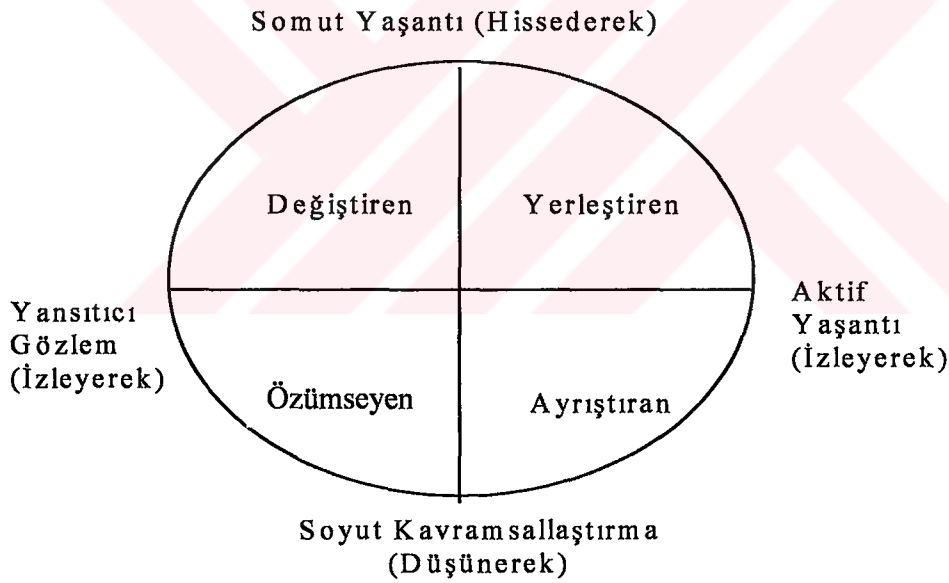 Somut Yaşantı (Hissederek)
Değiştiren
Yerleştiren
Yansıtıcı
Gözlem
(İzleyerek)
Aktif
Yaşantı
(İzleyerek)
Özümseyen
Ayrıştıran
Soyut Kavramsallaştırma
(Düşünerek)